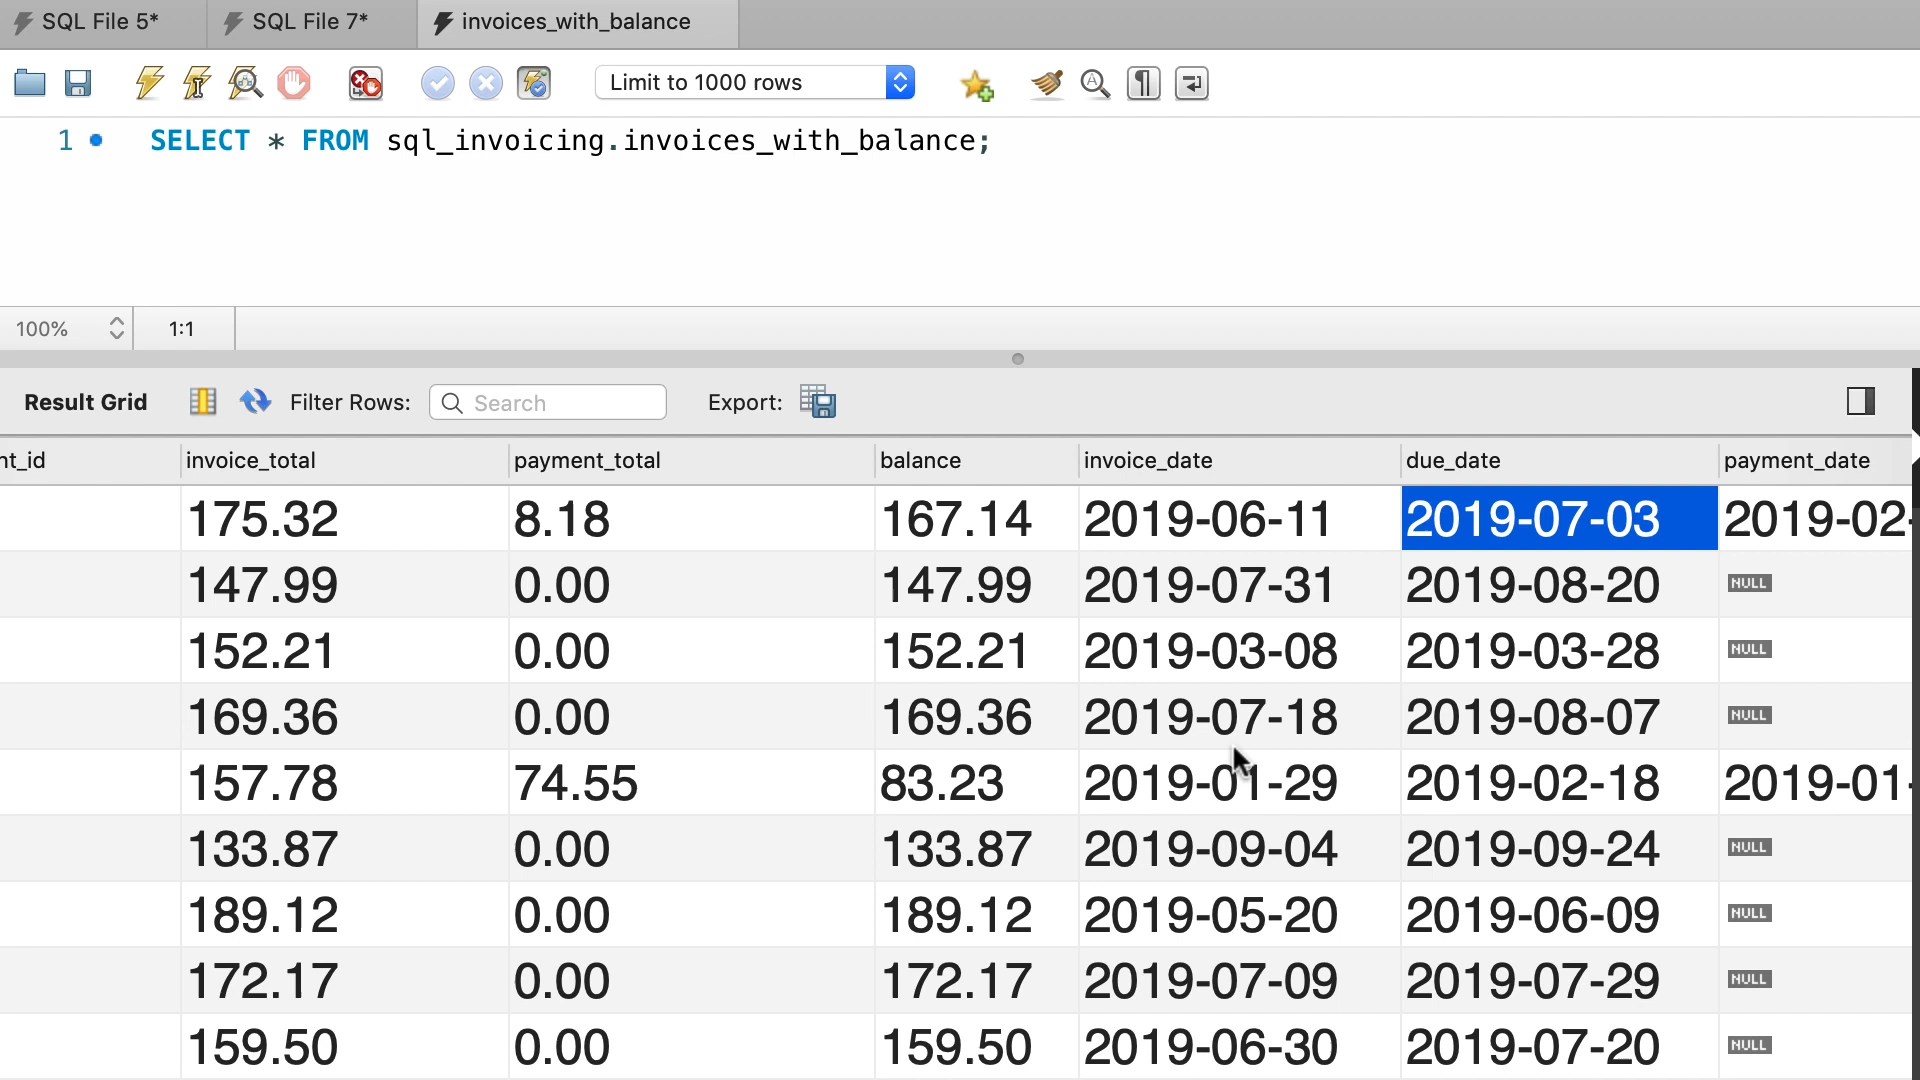 SQL File 5* SQL File 7* invoices_with_balance
Limit to 1000 rows
1 SELECT * FROM sql_invoicing.invoices_with_balance;
100% 1:1
Result Grid Filter Rows: Search Export:
nt_id invoice_total payment_total balance invoice_date due_date payment_date
175.32 8.18 167.14 2019-06-11 2019-07-03 2019-02-
147.99 0.00 147.99 2019-07-31 2019-08-20 NULL
152.21 0.00 152.21 2019-03-08 2019-03-28 NULL
169.36 0.00 169.36 2019-07-18 2019-08-07 NULL
157.78 74.55 83.23 2019-01-29 2019-02-18 2019-01-
133.87 0.00 133.87 2019-09-04 2019-09-24 NULL
189.12 0.00 189.12 2019-05-20 2019-06-09 NULL
172.17 0.00 172.17 2019-07-09 2019-07-29 NULL
159.50 0.00 159.50 2019-06-30 2019-07-20 NULL